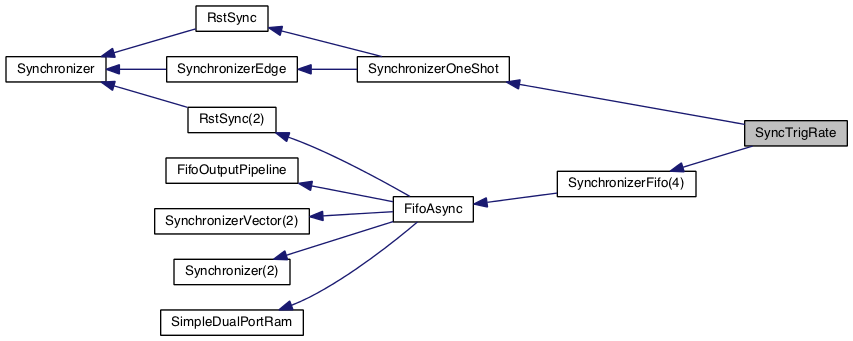 RstSync
Synchronizer
SynchronizerEdge
SynchronizerOneShot
RstSync(2)
SyncTrigRate
FifoOutputPipeline
SynchronizerFifo(4)
FifoAsync
SynchronizerVector(2)
Synchronizer(2)
SimpleDualPortRam